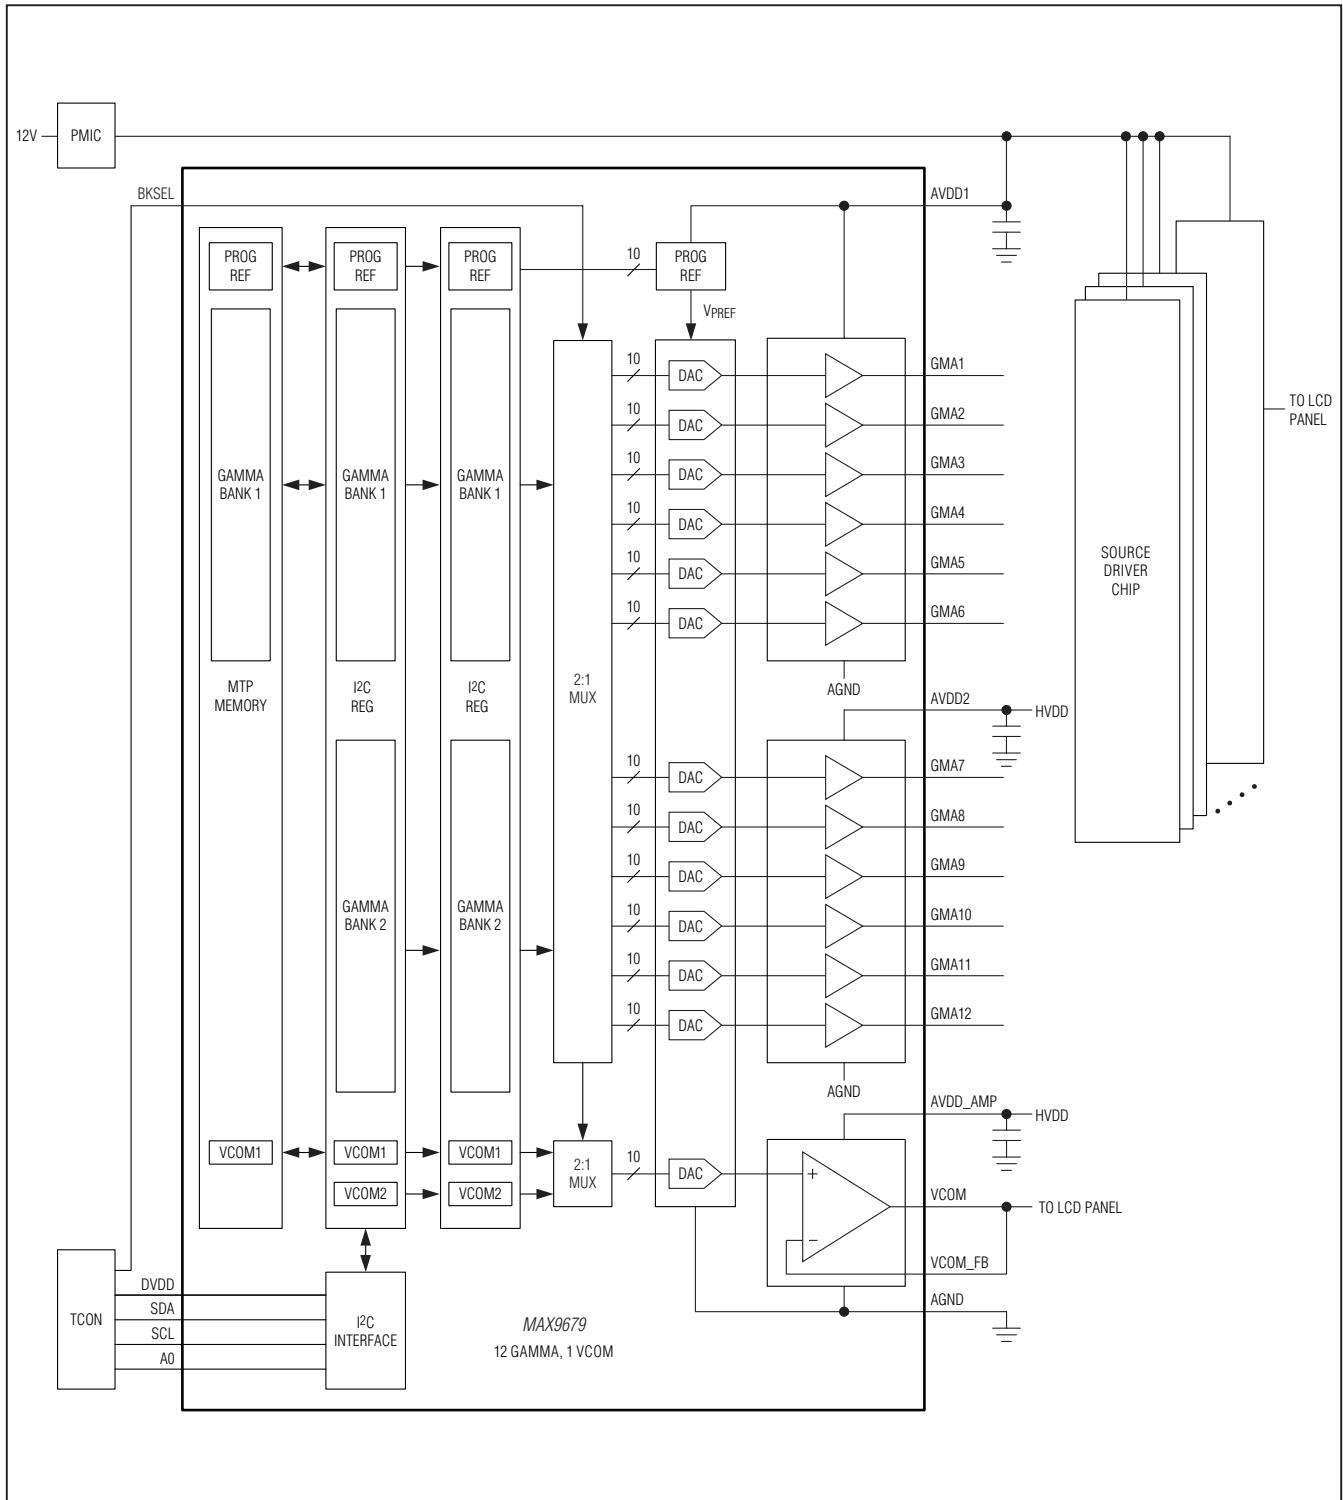 12V
PMIC
BKSEL
AVDD1
PROG
REF
PROG
REF
PROG
REF
10
PROG
REF
VPREF
GAMMA
BANK 1
GAMMA
BANK 1
GAMMA
BANK 1
MTP
MEMORY
I2C
REG
I2C
REG
GAMMA
BANK 2
GAMMA
BANK 2
2:1
MUX
10
DAC
GMA1
10
DAC
GMA2
10
DAC
GMA3
10
DAC
GMA4
10
DAC
GMA5
10
DAC
GMA6
AGND
AVDD2
HVDD
10
DAC
GMA7
10
DAC
GMA8
10
DAC
GMA9
10
DAC
GMA10
10
DAC
GMA11
10
DAC
GMA12
AGND
AVDD_AMP
HVDD
SOURCE
DRIVER
CHIP
TO LCD
PANEL
VCOM1
VCOM1
VCOM1
VCOM2
VCOM2
2:1
MUX
10
DAC
+
−
VCOM
TO LCD PANEL
VCOM_FB
AGND
TCON
DVDD
SDA
SCL
A0
I2C
INTERFACE
MAX9679
12 GAMMA, 1 VCOM